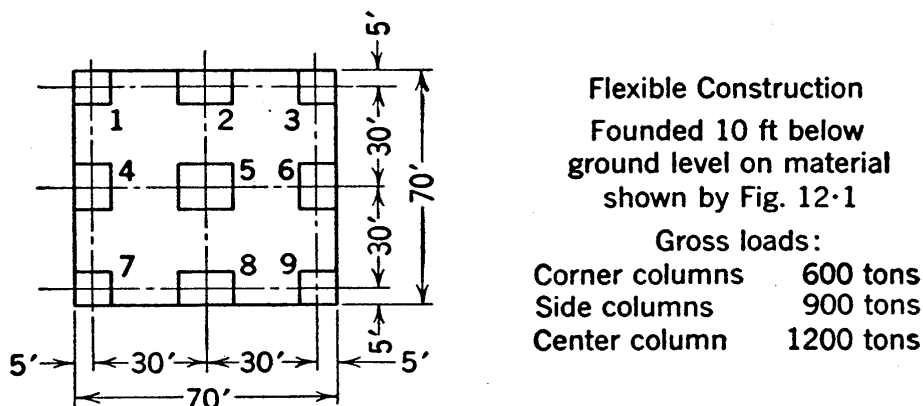 5'
1 2 3
30'
4 5 6
70'
30'
7 8 9
5'
5' 30' 30' 5'
70'
Flexible Construction
Founded 10 ft below
ground level on material
shown by Fig. 12·1
Gross loads:
Corner columns 600 tons
Side columns 900 tons
Center column 1200 tons